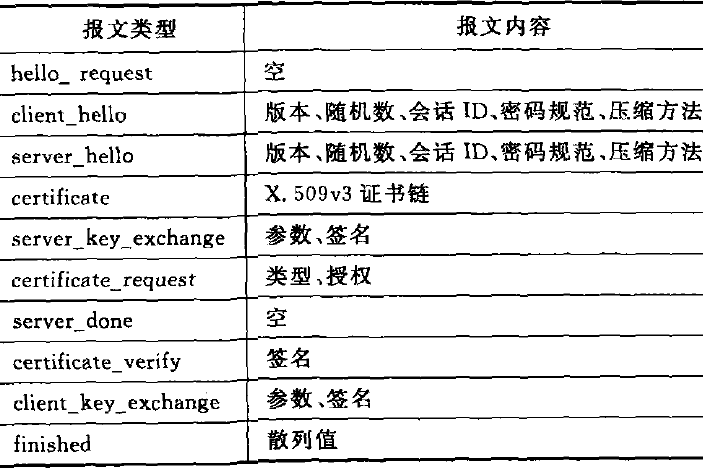 报文类型 报文内容
hello_ request 空
client_hello 版本、随机数、会话 ID、密码规范、压缩方法
server_hello 版本、随机数、会话 ID、密码规范、压缩方法
certificate X. 509v3 证书链
server_key_exchange 参数、签名
certificate_request 类型、授权
server_done 空
certificate_verify 签名
client_key_exchange 参数、签名
finished 散列值